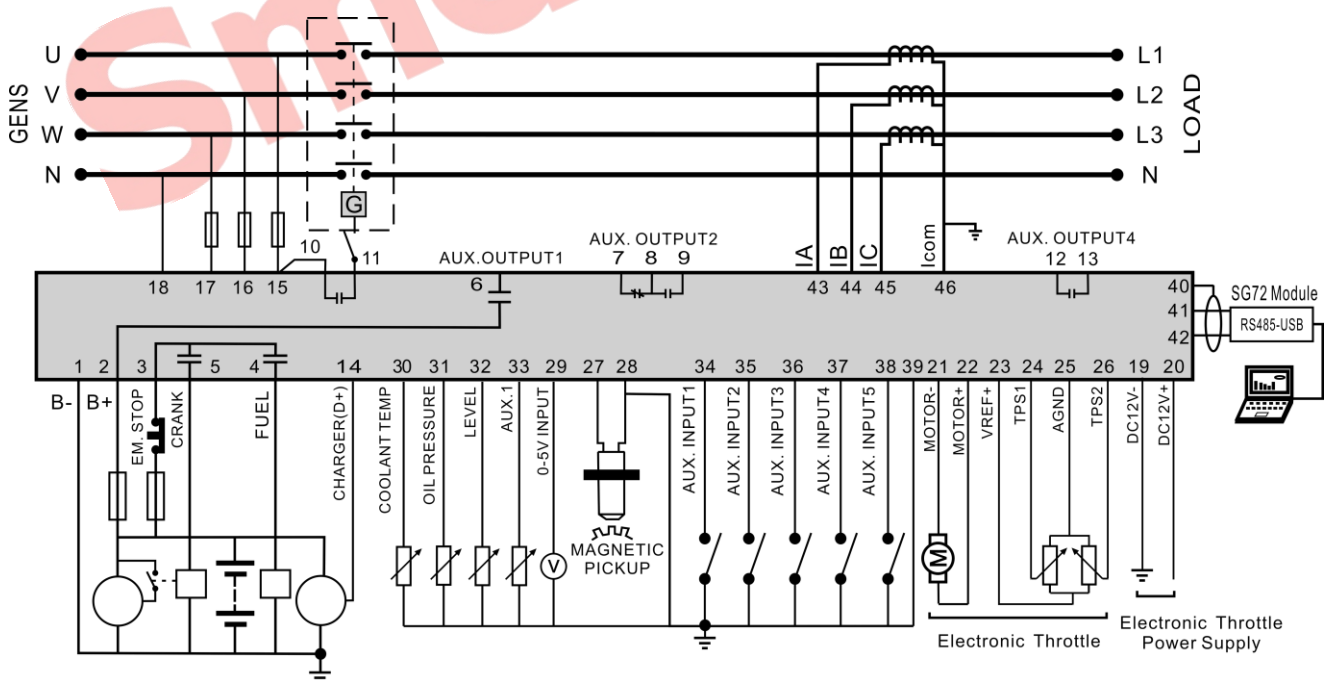 Sm
U
V
W
N
GENS
L1
L2
L3
N
LOAD
G
10
11
AUX.OUTPUT1
6
AUX. OUTPUT2
7 8 9
IA
IB
IC
Icom
AUX. OUTPUT4
12 13
18 17 16 15
43 44 45 46
40
41
42
SG72 Module
RS485-USB
1 2 3 5 4 14 30 31 32 33 29 27 28 34 35 36 37 38 39 21 22 23 24 25 26 19 20
B-
B+
EM. STOP
CRANK
FUEL
CHARGER(D+)
COOLANT TEMP
OIL PRESSURE
LEVEL
AUX.1
0-5V INPUT
AUX. INPUT1
AUX. INPUT2
AUX. INPUT3
AUX. INPUT4
AUX. INPUT5
MOTOR-
MOTOR+
VREF+
TPS1
AGND
TPS2
DC12V-
DC12V+
V
MAGNETIC
PICKUP
M
Electronic Throttle
Electronic Throttle
Power Supply